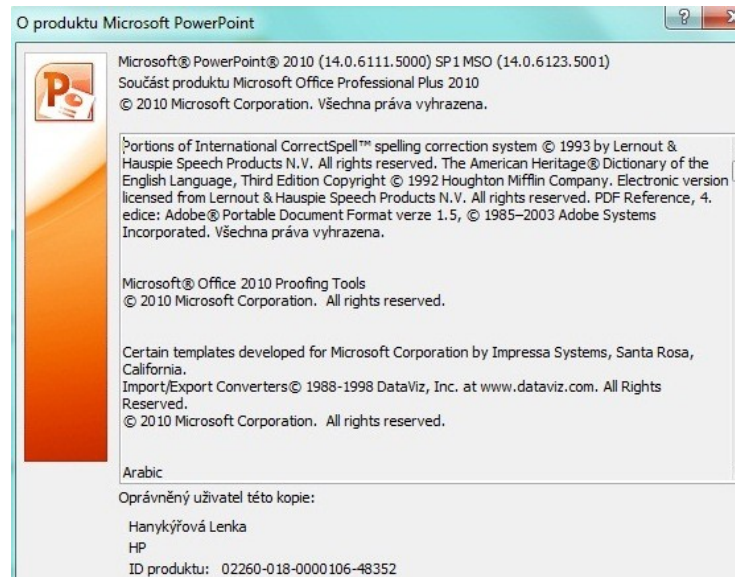 O produktu Microsoft PowerPoint
Microsoft® PowerPoint® 2010 (14.0.6111.5000) SP1 MSO (14.0.6123.5001)
Součást produktu Microsoft Office Professional Plus 2010
© 2010 Microsoft Corporation. Všechna práva vyhrazena.
Portions of International CorrectSpell™ spelling correction system © 1993 by Lernout &
Hauspie Speech Products N.V. All rights reserved. The American Heritage® Dictionary of the
English Language, Third Edition Copyright © 1992 Houghton Mifflin Company. Electronic version
licensed from Lernout & Hauspie Speech Products N.V. All rights reserved. PDF Reference, 4.
edice: Adobe® Portable Document Format verze 1.5, © 1985–2003 Adobe Systems
Incorporated. Všechna práva vyhrazena.
Microsoft® Office 2010 Proofing Tools
© 2010 Microsoft Corporation. All rights reserved.
Certain templates developed for Microsoft Corporation by Impressa Systems, Santa Rosa,
California.
Import/Export Converters© 1988-1998 DataViz, Inc. at www.dataviz.com. All Rights
Reserved.
© 2010 Microsoft Corporation. All rights reserved.
Arabic
Oprávněný uživatel této kopie:
Hanykýřová Lenka
HP
ID produktu: 02260-018-0000106-48352